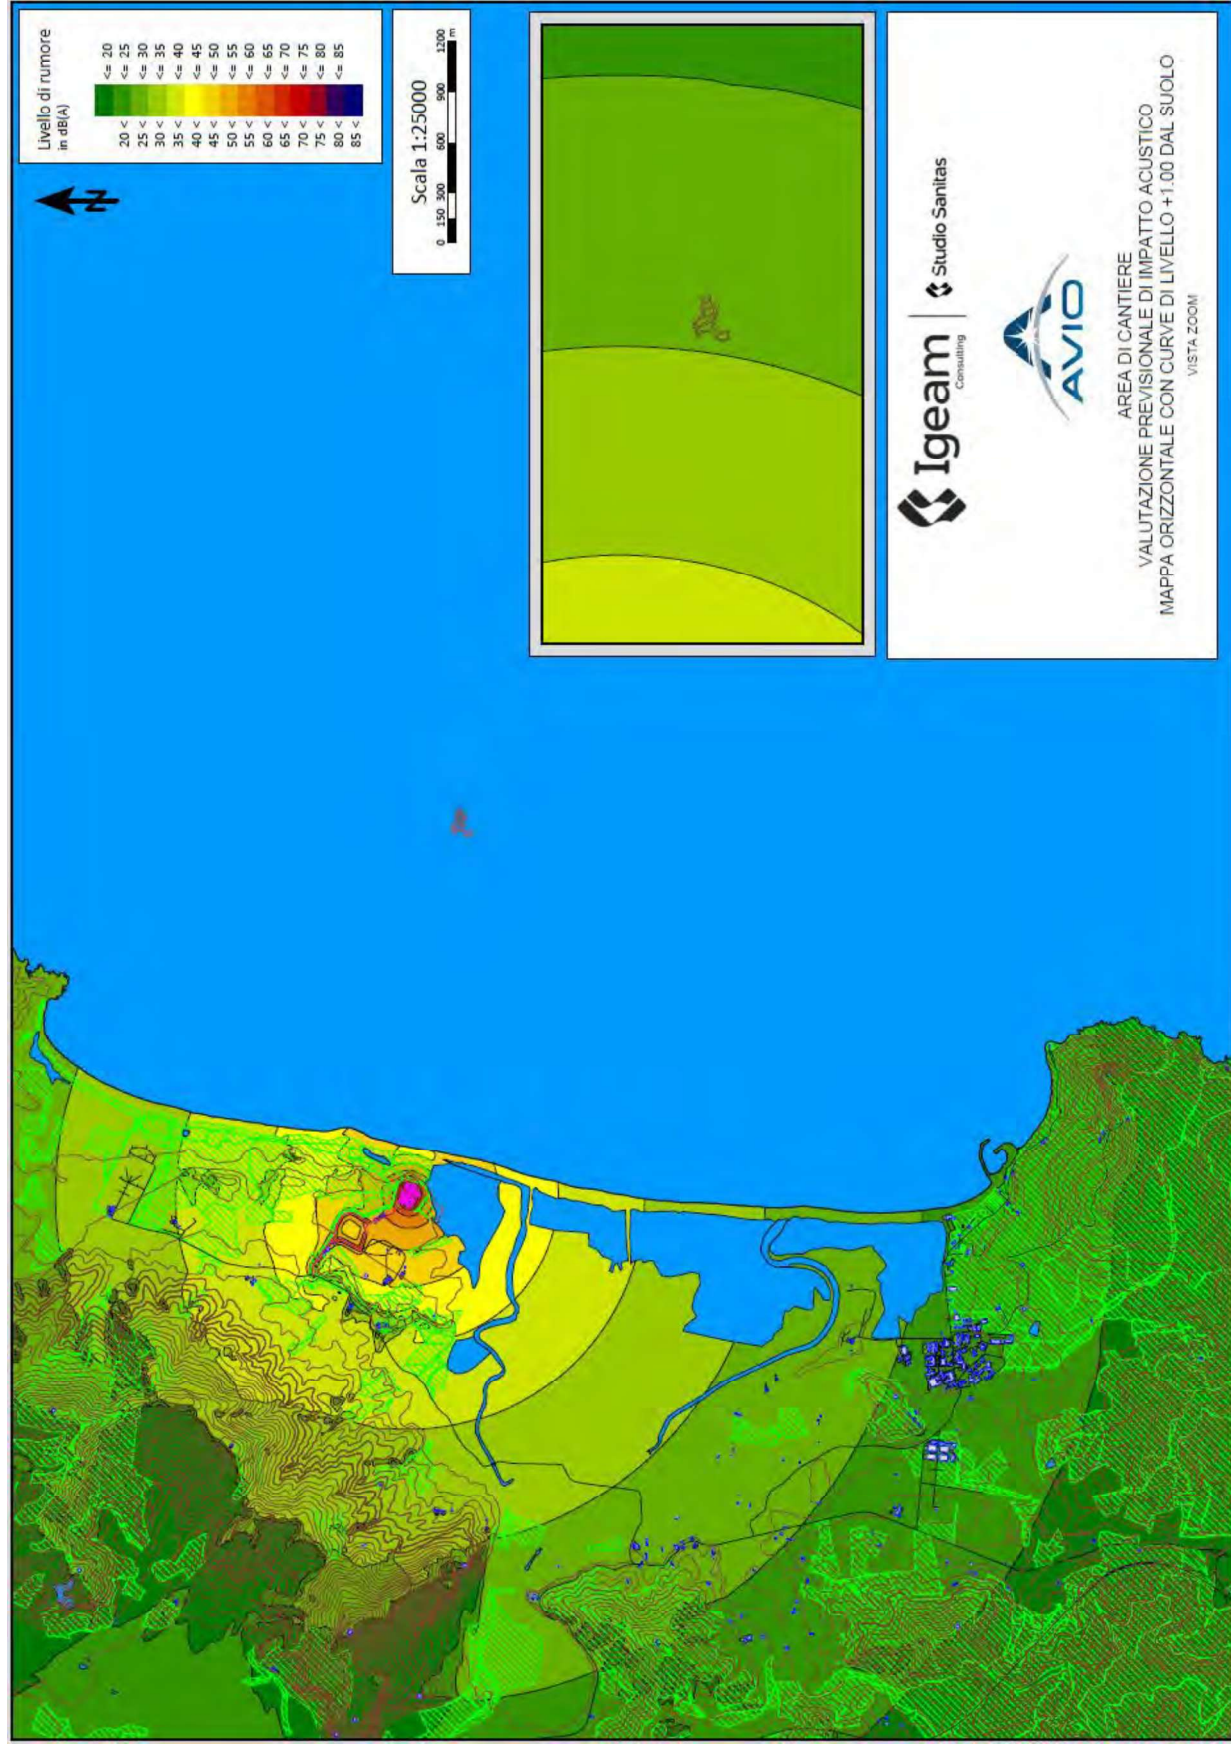 Livello di rumore
in dB(A)
<= 20
20 < <= 25
25 < <= 30
30 < <= 35
35 < <= 40
40 < <= 45
45 < <= 50
50 < <= 55
55 < <= 60
60 < <= 65
65 < <= 70
70 < <= 75
75 < <= 80
80 < <= 85
85 <
N
Scala 1:25000
0 150 300 600 900 1200
m
Igeam
Consulting
Studio Sanitas
AVIO
AREA DI CANTIERE
VALUTAZIONE PREVISIONALE DI IMPATTO ACUSTICO
MAPPA ORIZZONTALE CON CURVE DI LIVELLO +1.00 DAL SUOLO
VISTA ZOOM